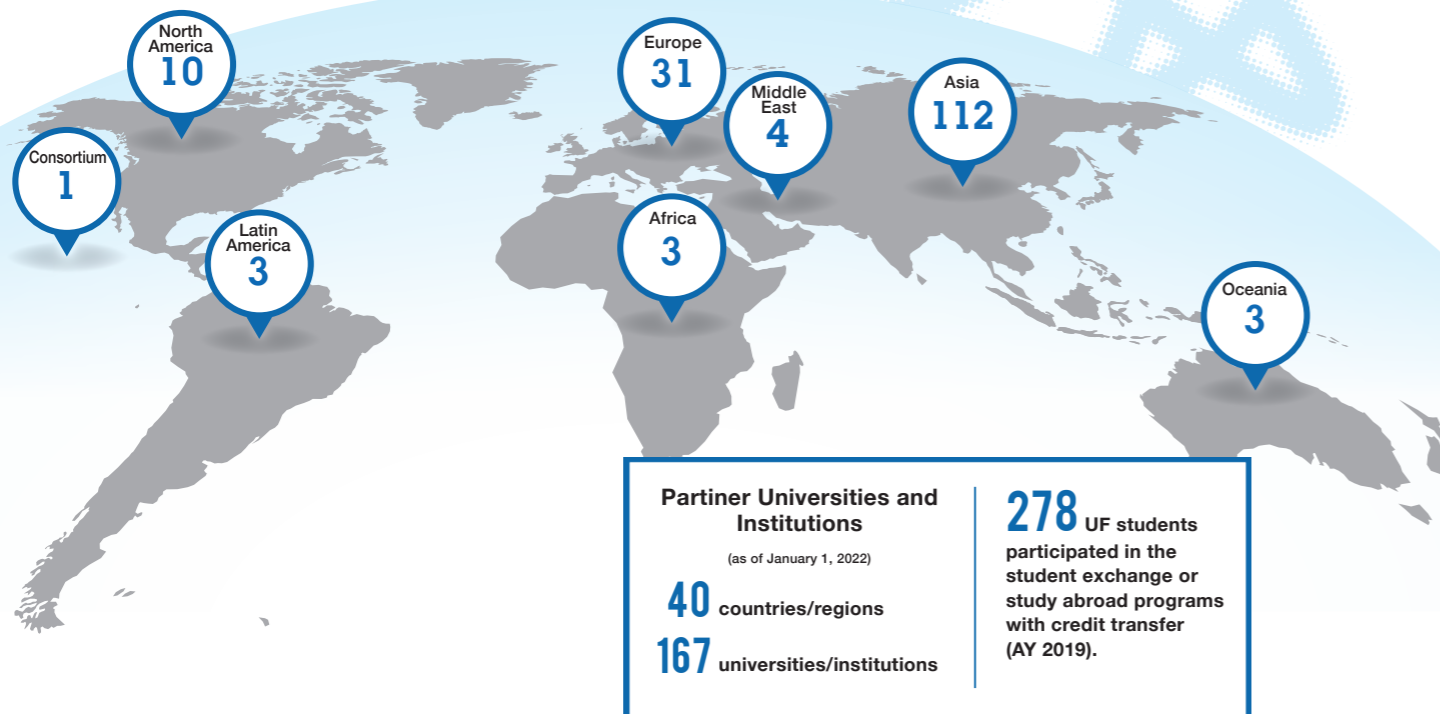 North
America
10
Europe
31
Middle
East
4
Asia
112
Consortium
1
Latin
America
3
Africa
3
Oceania
3
Partiner Universities and
Institutions
(as of January 1, 2022)
40 countries/regions
167 universities/institutions
278 UF students
participated in the
student exchange or
study abroad programs
with credit transfer
(AY 2019).